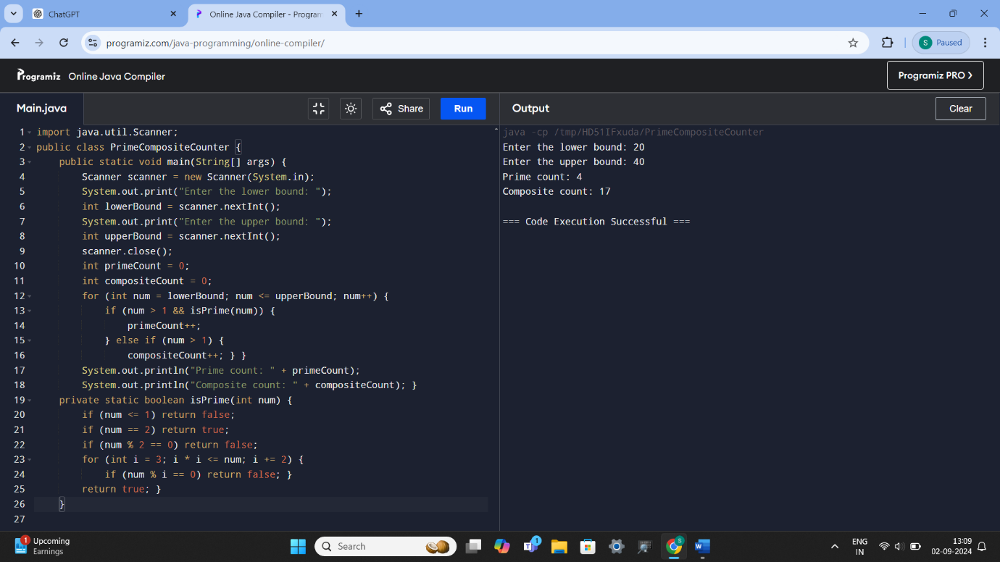 ChatGPT
Online Java Compiler - Program
programiz.com/java-programming/online-compiler/
S Paused
Programiz Online Java Compiler
Programiz PRO
Main.java
Share
Run
Output
Clear
1 import java.util.Scanner;
2 public class PrimeCompositeCounter {
3 public static void main(String[] args) {
4 Scanner scanner = new Scanner(System.in);
5 System.out.print("Enter the lower bound: ");
6 int lowerBound = scanner.nextInt();
7 System.out.print("Enter the upper bound: ");
8 int upperBound = scanner.nextInt();
9 scanner.close();
10 int primeCount = 0;
11 int compositeCount = 0;
12 for (int num = lowerBound; num <= upperBound; num++) {
13 if (num > 1 && isPrime(num)) {
14 primeCount++;
15 } else if (num > 1) {
16 compositeCount++; } }
17 System.out.println("Prime count: " + primeCount);
18 System.out.println("Composite count: " + compositeCount); }
19 private static boolean isPrime(int num) {
20 if (num <= 1) return false;
21 if (num == 2) return true;
22 if (num % 2 == 0) return false;
23 for (int i = 3; i * i <= num; i += 2) {
24 if (num % i == 0) return false; }
25 return true; }
26 }
27
java -cp /tmp/HD51IFxuda/PrimeCompositeCounter
Enter the lower bound: 20
Enter the upper bound: 40
Prime count: 4
Composite count: 17
=== Code Execution Successful ===
1
Upcoming
Earnings
Search
T 1
S
W
ENG
IN
13:09
02-09-2024